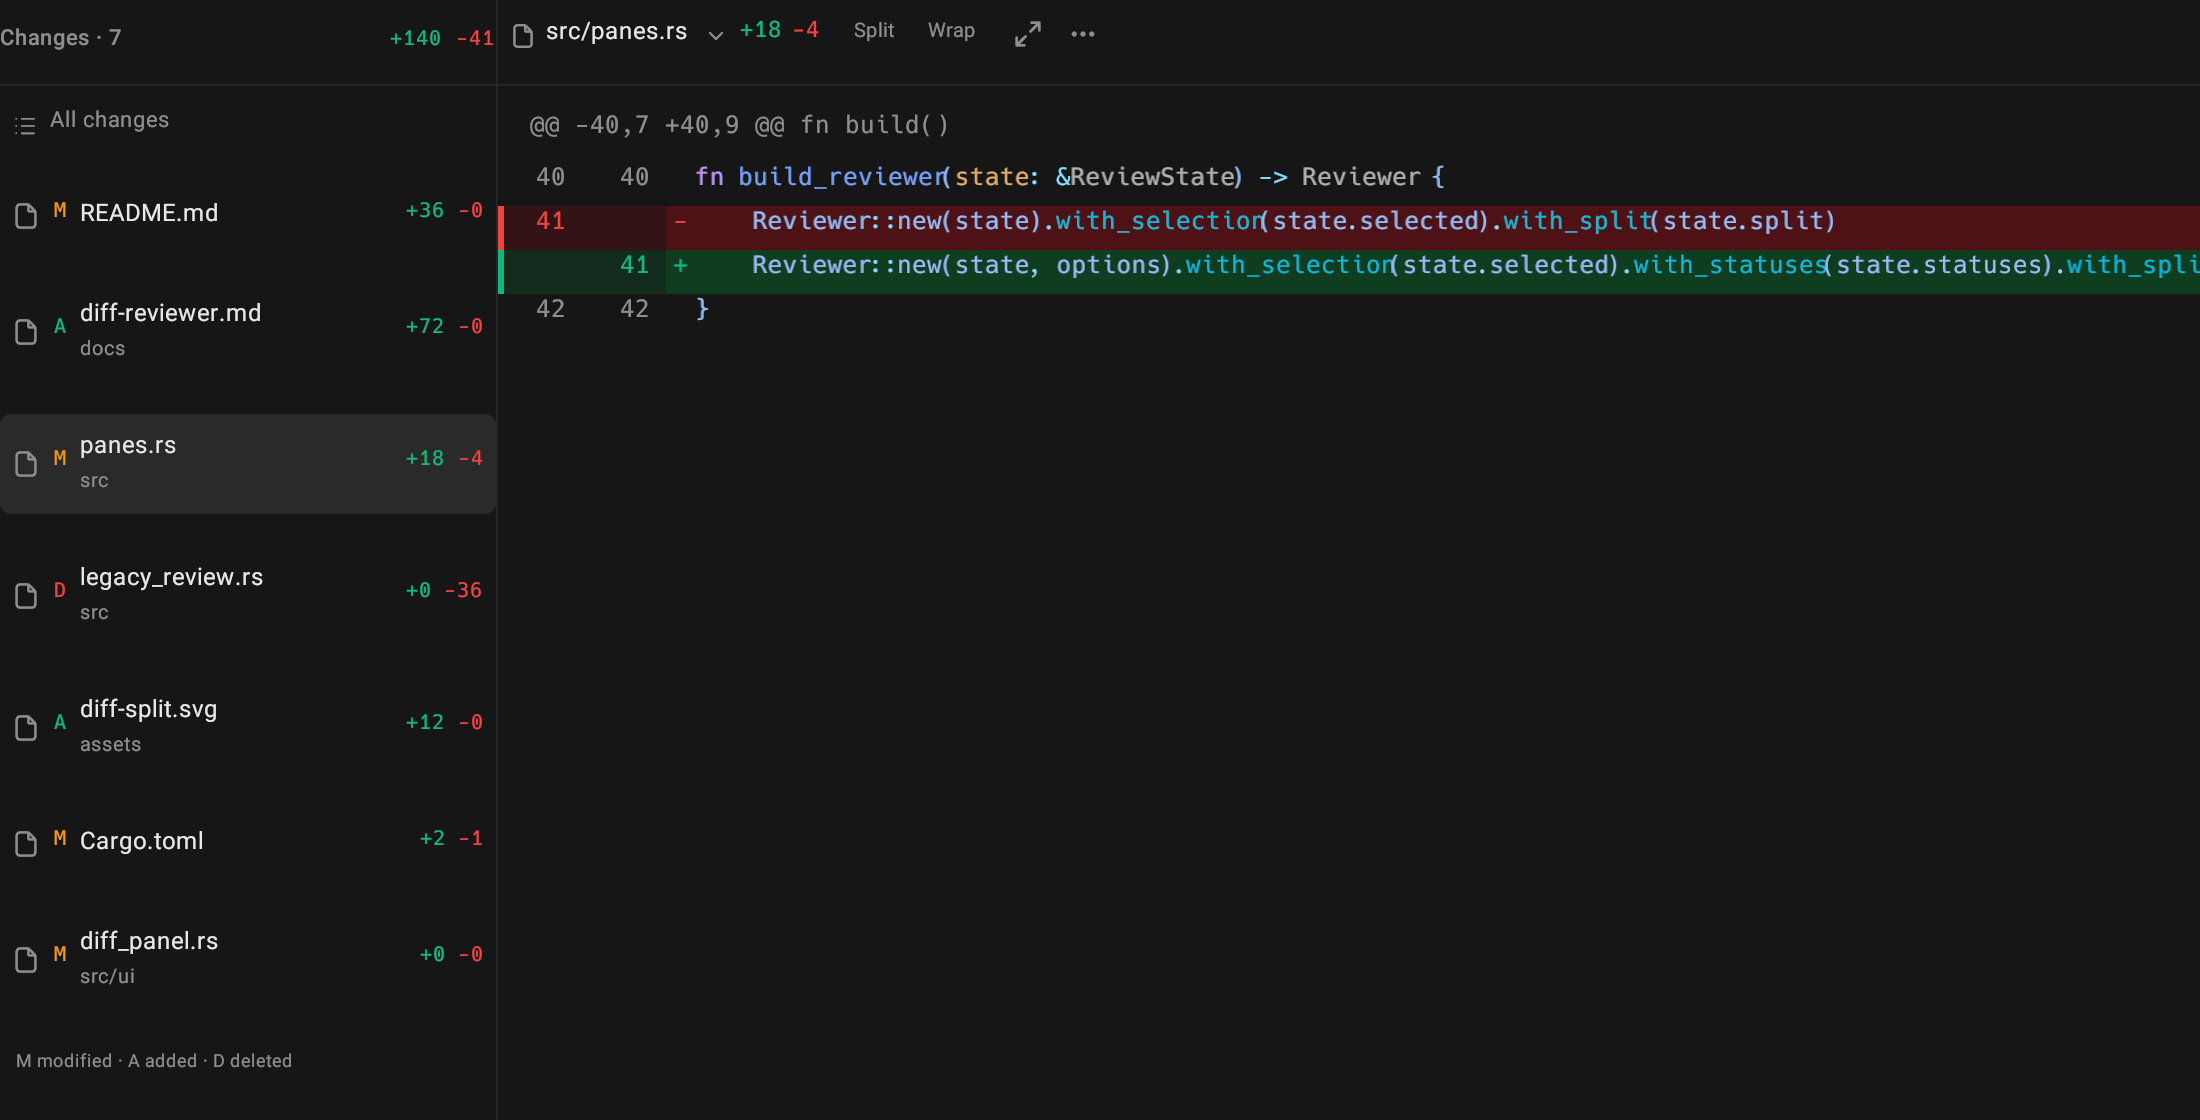 Changes · 7 +140 -41
All changes
M README.md +36 -0
A diff-reviewer.md +72 -0
docs
M panes.rs +18 -4
src
D legacy_review.rs +0 -36
src
A diff-split.svg +12 -0
assets
M Cargo.toml +2 -1
M diff_panel.rs +0 -0
src/ui
M modified · A added · D deleted
src/panes.rs +18 -4 Split Wrap
@@ -40,7 +40,9 @@ fn build()
40 40 fn build_reviewer(state: &ReviewState) -> Reviewer {
41 - Reviewer::new(state).with_selection(state.selected).with_split(state.split)
41 + Reviewer::new(state, options).with_selection(state.selected).with_statuses(state.statuses).with_spli
42 42 }